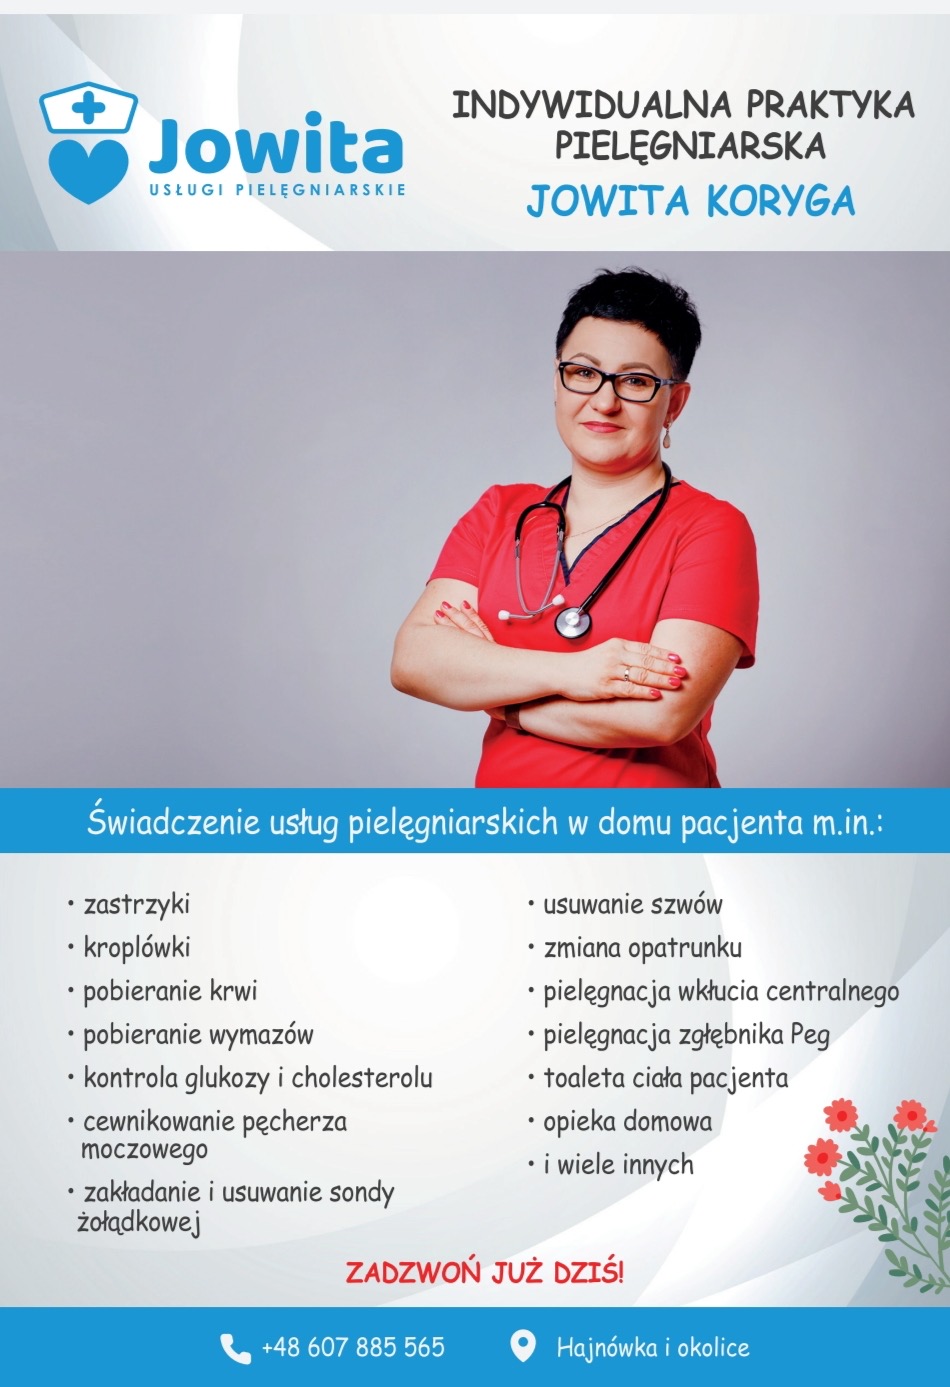 Jowita
USŁUGI PIELĘGNIARSKIE
INDYWIDUALNA PRAKTYKA
PIELĘGNIARSKA
JOWITA KORYGA
Świadczenie usług pielęgniarskich w domu pacjenta m.in.:
• zastrzyki
• kroplówki
• pobieranie krwi
• pobieranie wymazów
• kontrola glukozy i cholesterolu
• cewnikowanie pęcherza
moczowego
• zakładanie i usuwanie sondy
żołądkowej
• usuwanie szwów
• zmiana opatrunku
• pielęgnacja wkłucia centralnego
• pielęgnacja zgłębnika Peg
• toaleta ciała pacjenta
• opieka domowa
• i wiele innych
ZADZWOŃ JUŻ DZIŚ!
+48 607 885 565
Hajnówka i okolice